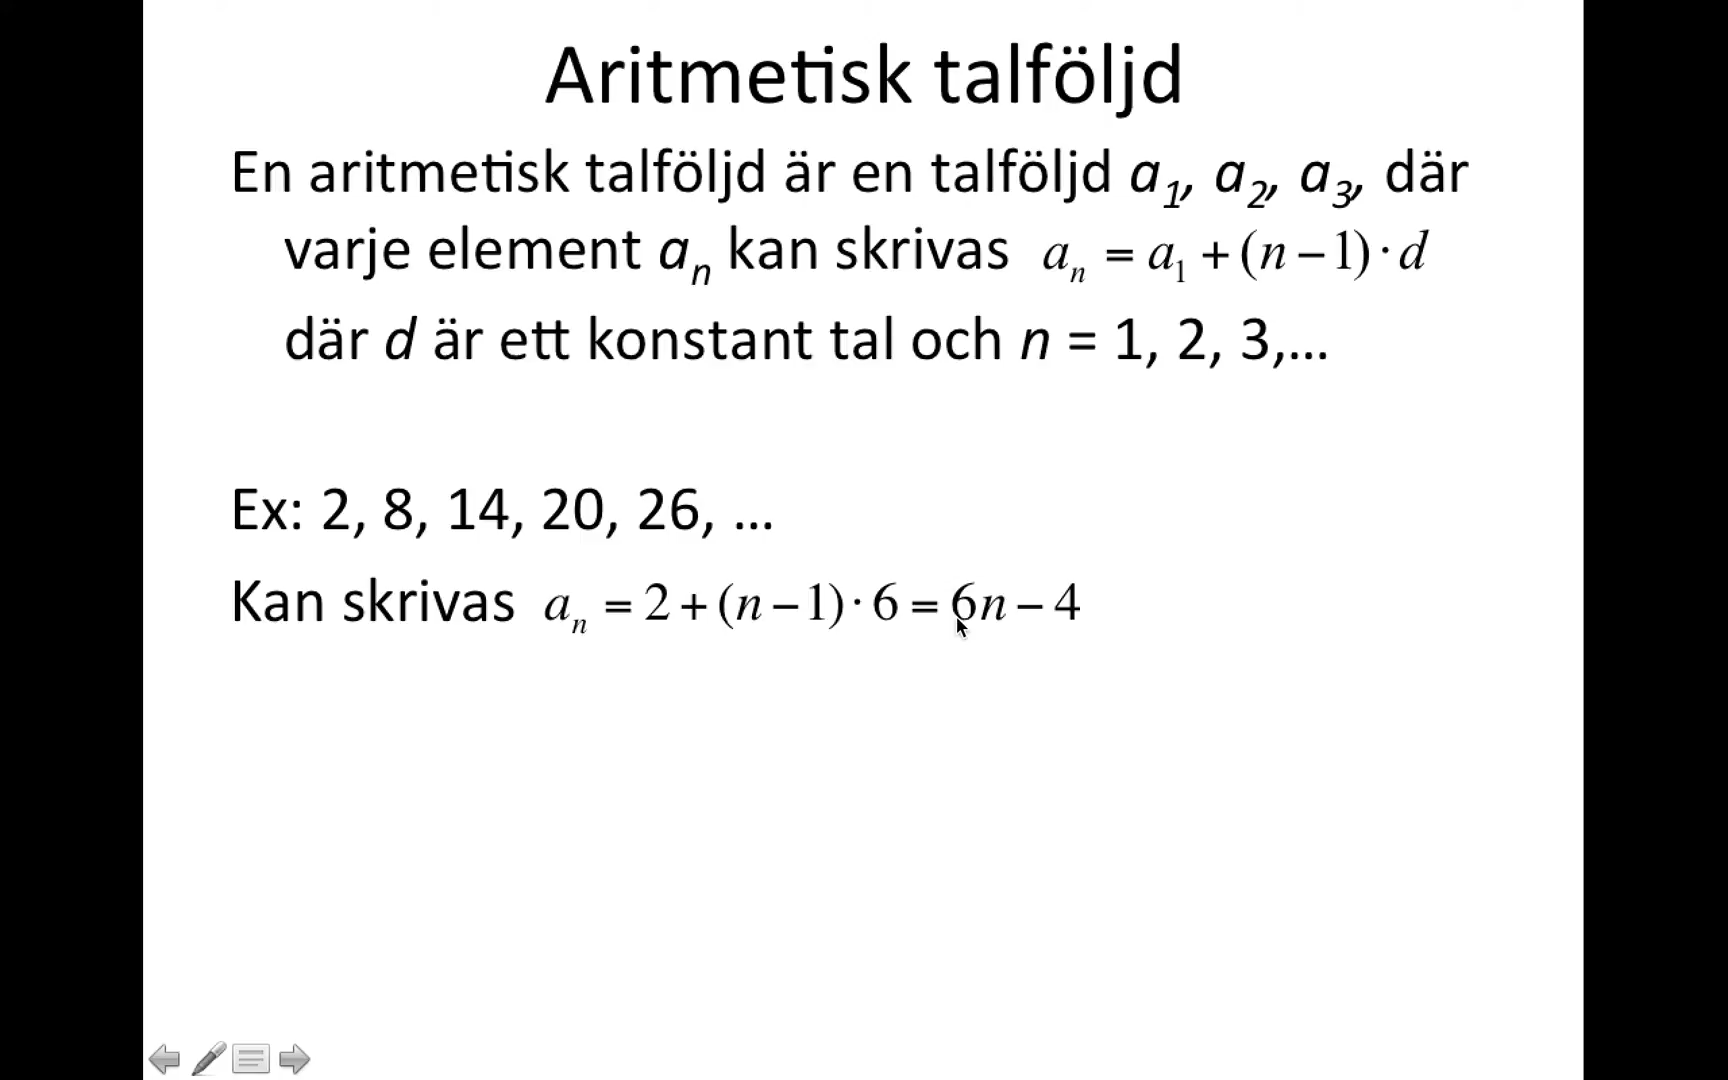 Aritmetisk talföljd
En aritmetisk talföljd är en talföljd a₁, a₂, a₃, där
varje element aₙ kan skrivas aₙ = a₁ + (n − 1) · d
där d är ett konstant tal och n = 1, 2, 3,...
Ex: 2, 8, 14, 20, 26, ...
Kan skrivas aₙ = 2 + (n − 1) · 6 = 6n − 4